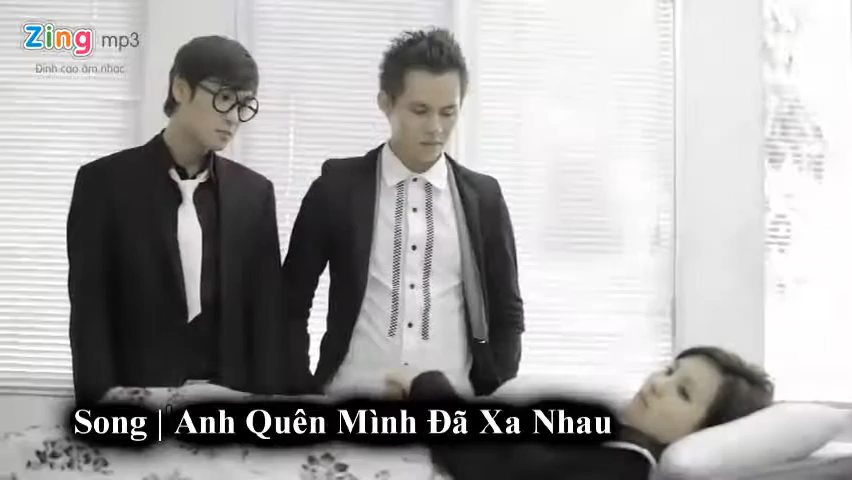 Zing mp3
Đỉnh cao âm nhạc
Song | Anh Quên Mình Đã Xa Nhau